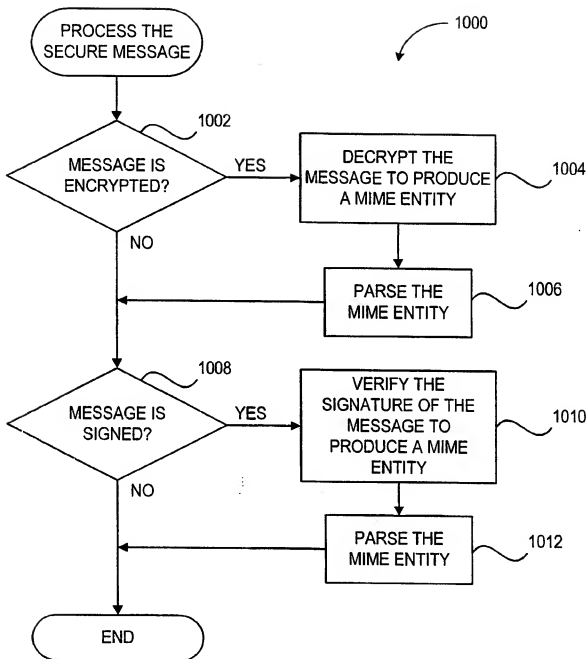 PROCESS THE
SECURE MESSAGE
1000
1002
MESSAGE IS
ENCRYPTED?
YES
NO
DECRYPT THE
MESSAGE TO PRODUCE
A MIME ENTITY
1004
PARSE THE
MIME ENTITY
1006
1008
MESSAGE IS
SIGNED?
YES
NO
VERIFY THE
SIGNATURE OF THE
MESSAGE TO
PRODUCE A MIME
ENTITY
1010
PARSE THE
MIME ENTITY
1012
END